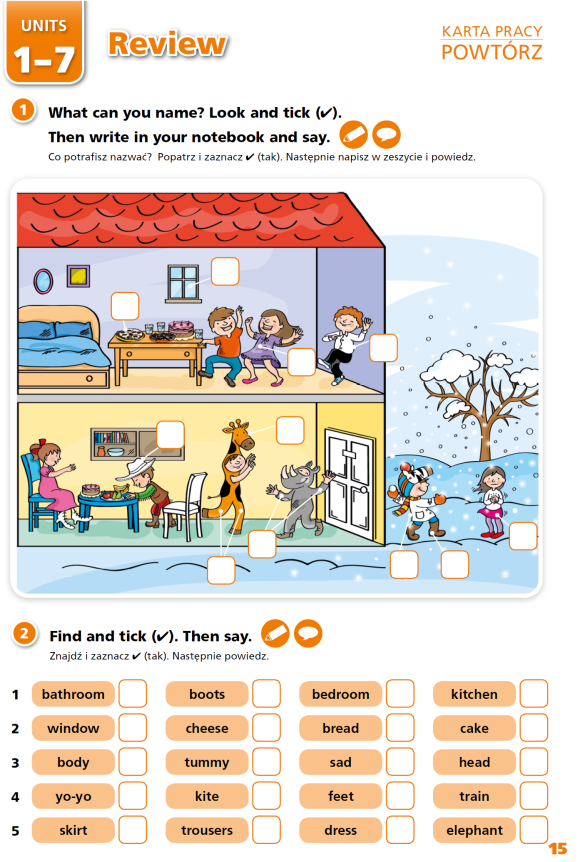 UNITS
1–7
Review
KARTA PRACY
POWTÓRZ
1 What can you name? Look and tick (✔).
Then write in your notebook and say.
Co potrafisz nazwać? Popatrz i zaznacz ✔ (tak). Następnie napisz w zeszycie i powiedz.
2 Find and tick (✔). Then say.
Znajdź i zaznacz ✔ (tak). Następnie powiedz.
1 bathroom boots bedroom kitchen
2 window cheese bread cake
3 body tummy sad head
4 yo-yo kite feet train
5 skirt trousers dress elephant
15